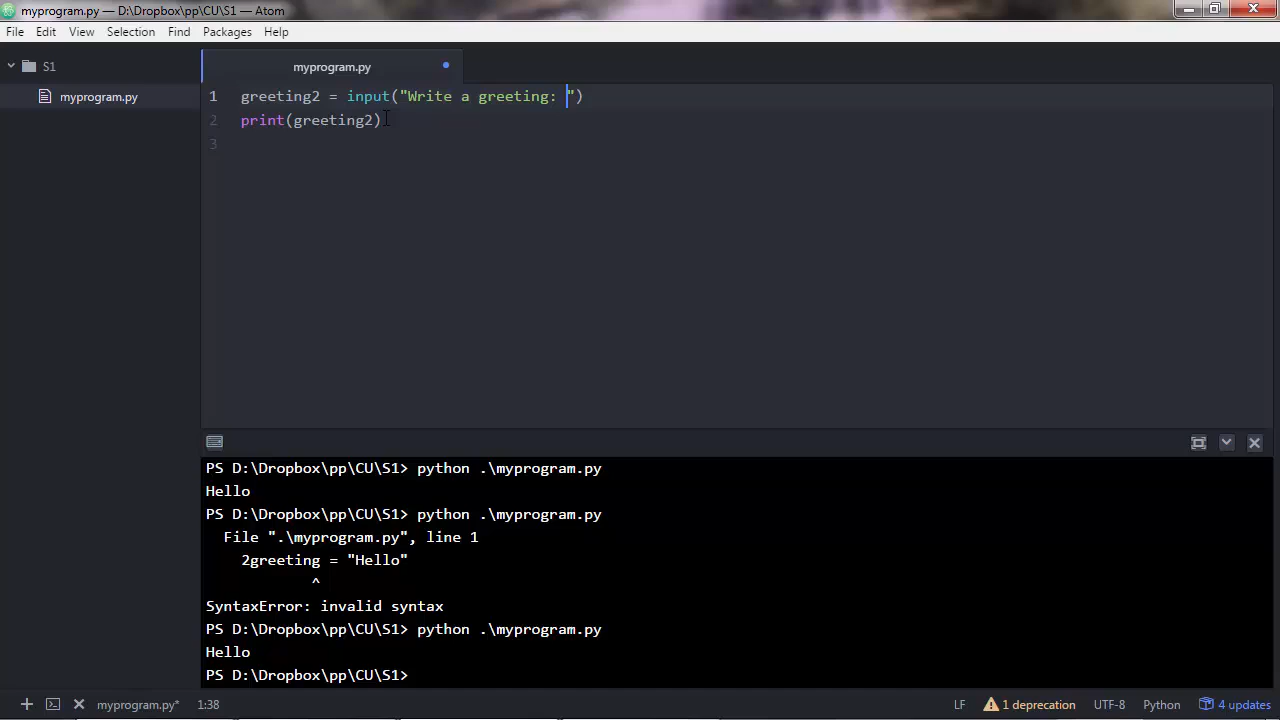 myprogram.py — D:\Dropbox\pp\CU\S1 — Atom
File Edit View Selection Find Packages Help
S1
myprogram.py
myprogram.py
1 greeting2 = input("Write a greeting: ")
2 print(greeting2)
3
PS D:\Dropbox\pp\CU\S1> python .\myprogram.py
Hello
PS D:\Dropbox\pp\CU\S1> python .\myprogram.py
File ".\myprogram.py", line 1
2greeting = "Hello"
^
SyntaxError: invalid syntax
PS D:\Dropbox\pp\CU\S1> python .\myprogram.py
Hello
PS D:\Dropbox\pp\CU\S1>
myprogram.py* 1:38 LF 1 deprecation UTF-8 Python 4 updates